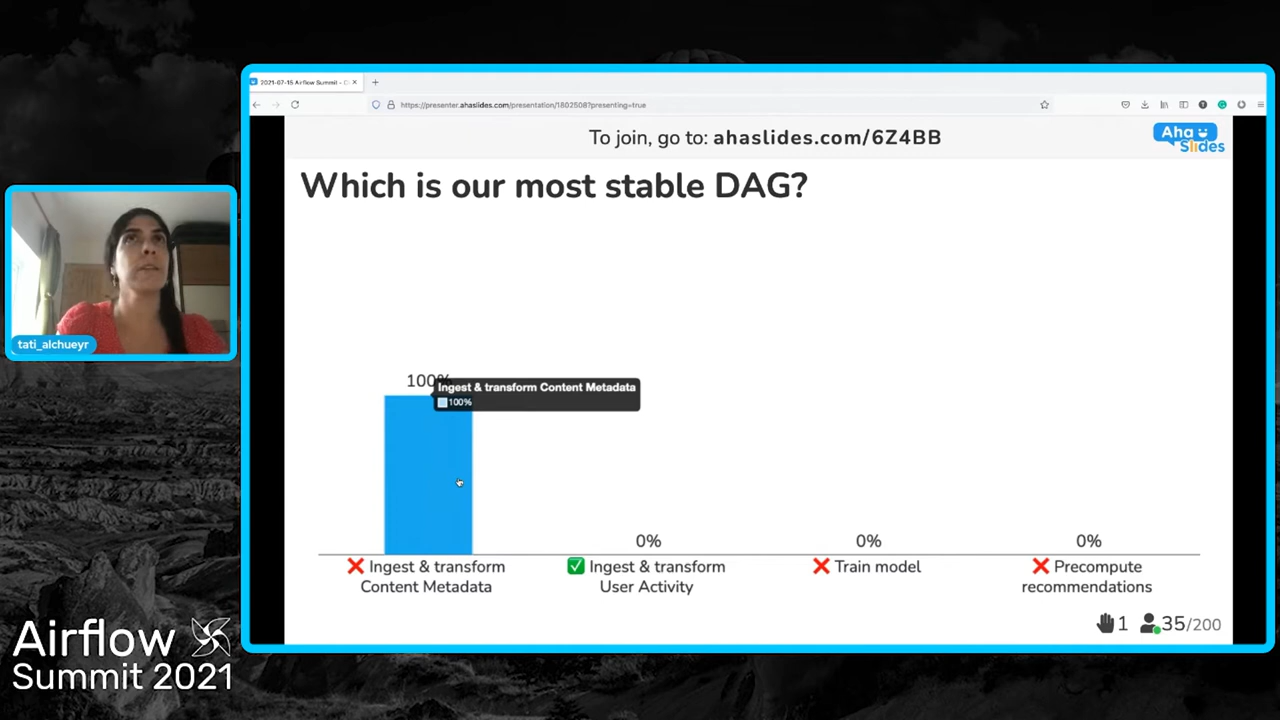 2021-07-15 Airflow Summit -
https://presenter.ahaslides.com/presentation/1802508?presenting=true
To join, go to: ahaslides.com/6Z4BB
Aha
Slides
Which is our most stable DAG?
tati_alchueyr
100%
Ingest & transform Content Metadata
100%
0%
0%
0%
❌ Ingest & transform
Content Metadata
✅ Ingest & transform
User Activity
❌ Train model
❌ Precompute
recommendations
1
35/200
Airflow
Summit 2021